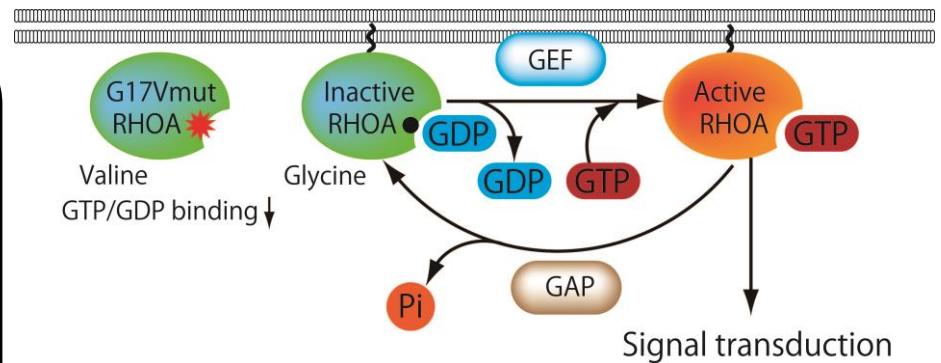 GEF
G17Vmut
RHOA
Inactive
RHOA
GDP
Active
RHOA
GTP
Valine
GTP/GDP binding↓
Glycine
GDP
GTP
Pi
GAP
Signal transduction